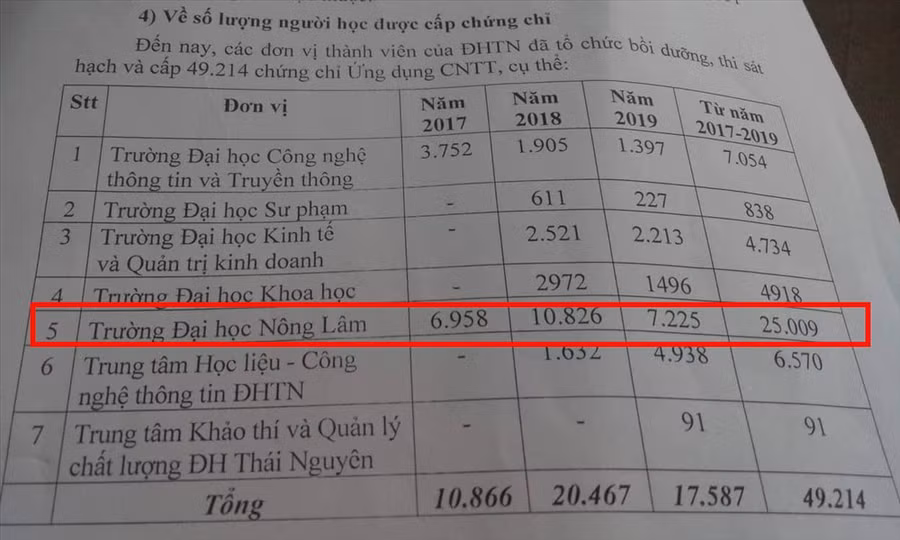 4) Về số lượng người học được cấp chứng chỉ
Đến nay, các đơn vị thành viên của ĐHTN đã tổ chức bồi dưỡng, thi sát
hạch và cấp 49.214 chứng chỉ Ứng dụng CNTT, cụ thể:
Stt Đơn vị Năm 2017 Năm 2018 Năm 2019 Từ năm 2017-2019
1 Trường Đại học Công nghệ 3.752 1.905 1.397 7.054
thông tin và Truyền thông
2 Trường Đại học Sư phạm - 611 227 838
3 Trường Đại học Kinh tế - 2.521 2.213 4.734
và Quản trị kinh doanh
4 Trường Đại học Khoa học - 2972 1496 4918
5 Trường Đại học Nông Lâm 6.958 10.826 7.225 25.009
6 Trung tâm Học liệu - Công - 1.632 4.938 6.570
nghệ thông tin ĐHTN
7 Trung tâm Khảo thí và Quản lý - - 91 91
chất lượng ĐH Thái Nguyên
Tổng 10.866 20.467 17.587 49.214